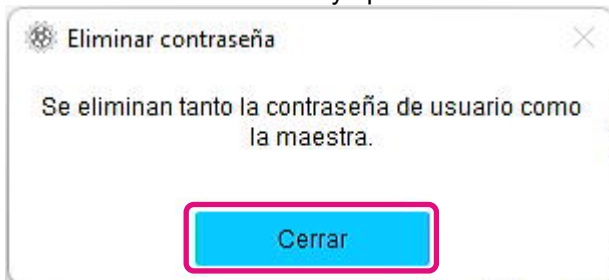 Eliminar contraseña
Se eliminan tanto la contraseña de usuario como
la maestra.
Cerrar